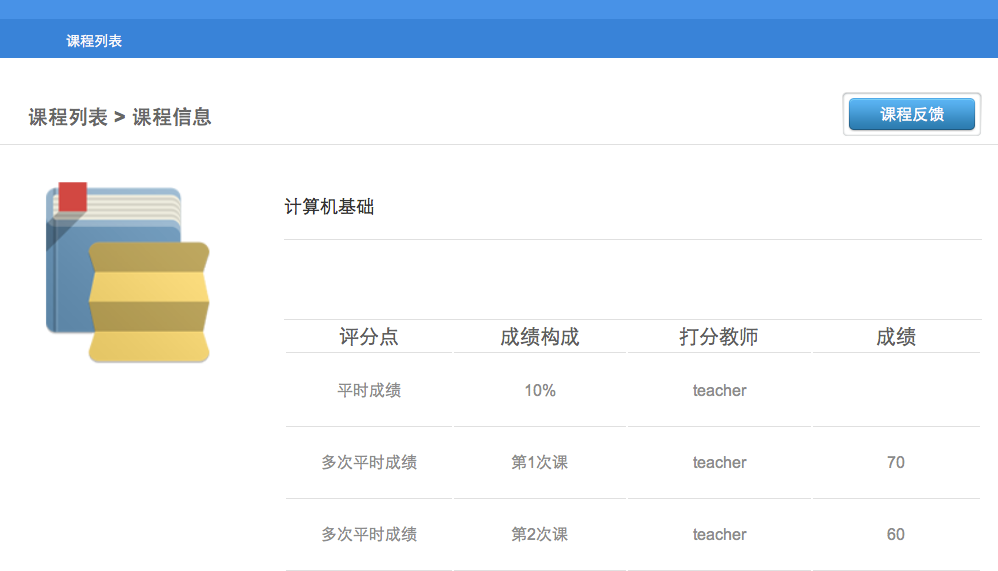 课程列表
课程列表 > 课程信息
课程反馈
计算机基础
评分点 成绩构成 打分教师 成绩
平时成绩 10% teacher
多次平时成绩 第1次课 teacher 70
多次平时成绩 第2次课 teacher 60